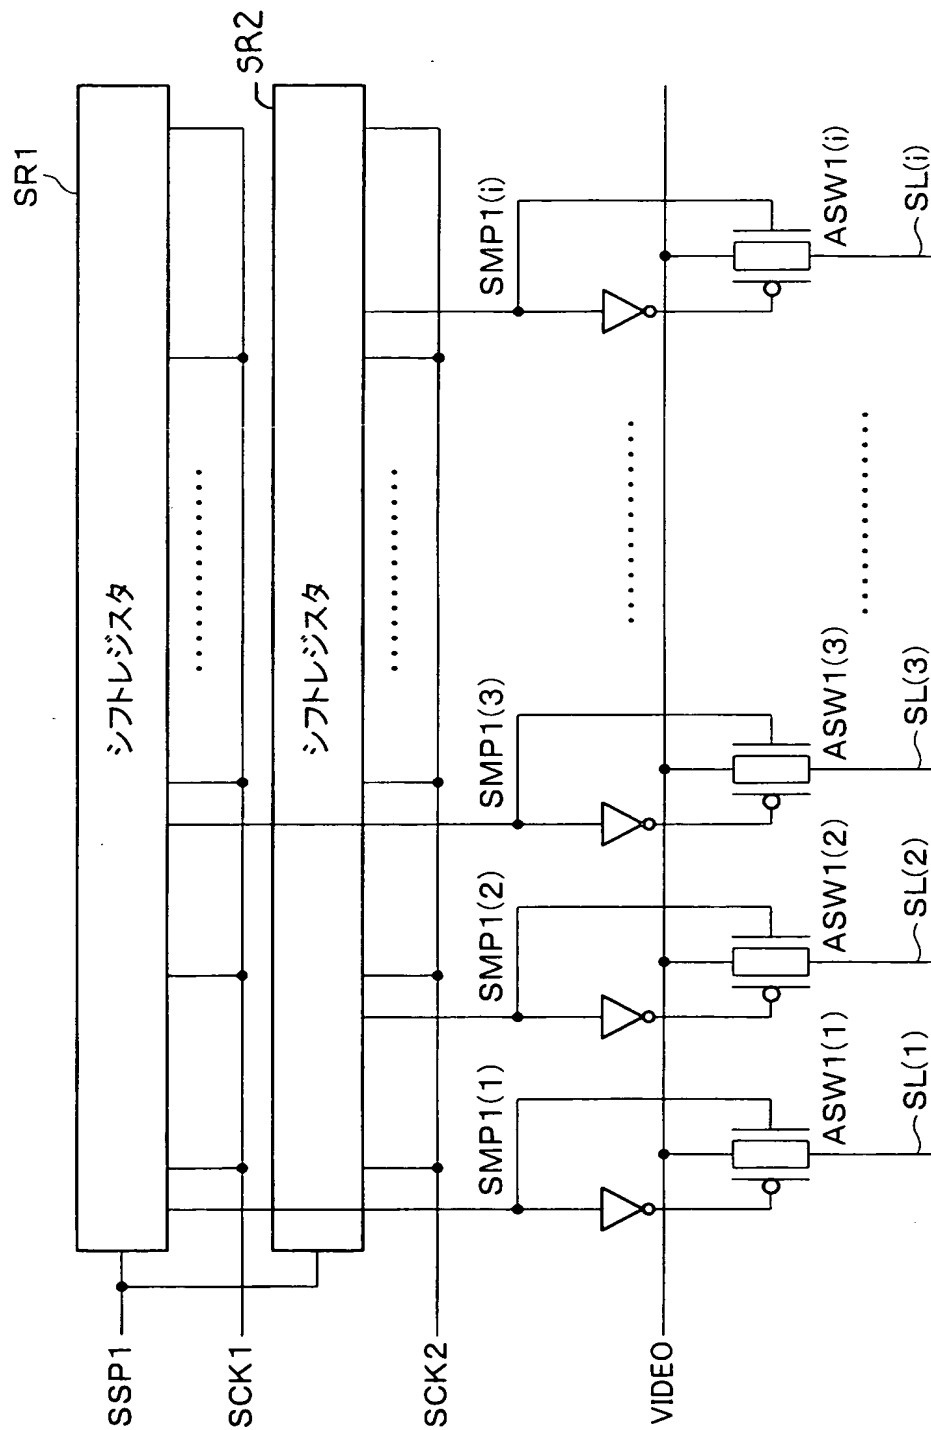 SR1
シフトレジスタ
SR2
シフトレジスタ
SSP1
SCK1
SCK2
SMP1(1)
SMP1(2)
SMP1(3)
SMP1(i)
VIDEO
ASW1(1)
ASW1(2)
ASW1(3)
ASW1(i)
SL(1)
SL(2)
SL(3)
SL(i)